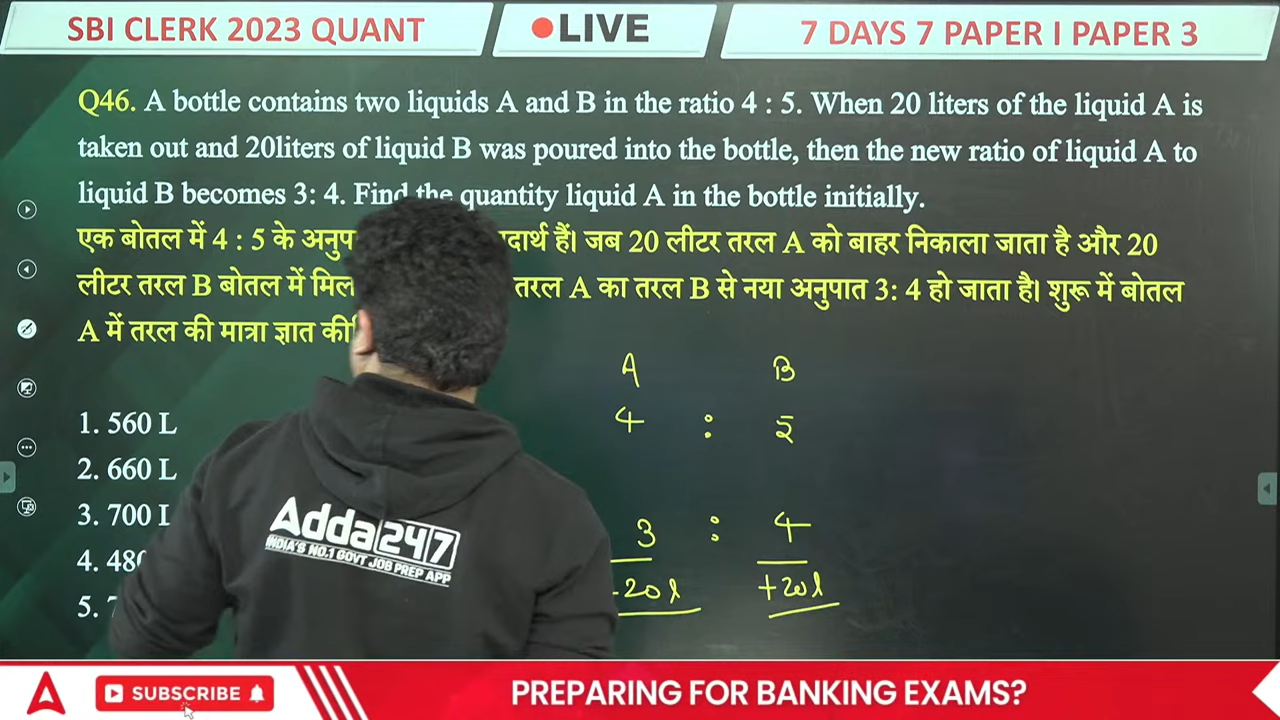 SBI CLERK 2023 QUANT
LIVE
7 DAYS 7 PAPER I PAPER 3
Q46. A bottle contains two liquids A and B in the ratio 4 : 5. When 20 liters of the liquid A is
taken out and 20liters of liquid B was poured into the bottle, then the new ratio of liquid A to
liquid B becomes 3: 4. Find the quantity liquid A in the bottle initially.
एक बोतल में 4 : 5 के हैं। जब 20 लीटर तरल A को बाहर निकाला जाता है और 20
लीटर तरल B बोतल में तरल A का तरल B से नया अनुपात 3: 4 हो जाता है। शुरू में बोतल
A में तरल की मात्रा ज्ञात
A B
4 :
1. 560 L
2. 660 L
3. 700
3 : 4
4.
-20l +20l
5.
Adda 247
INDIA'S NO.1 GOVT JOB PREP APP
SUBSCRIBE
PREPARING FOR BANKING EXAMS?